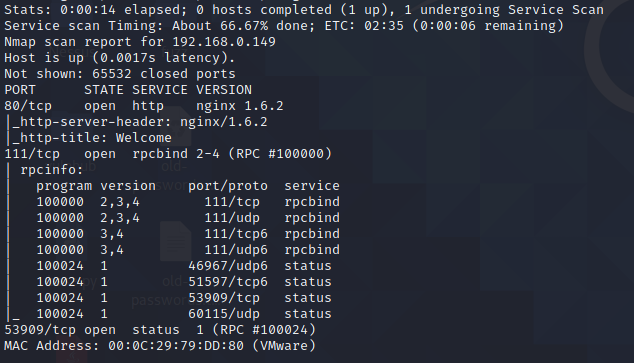 Stats: 0:00:14 elapsed; 0 hosts completed (1 up), 1 undergoing Service Scan
Service scan Timing: About 66.67% done; ETC: 02:35 (0:00:06 remaining)
Nmap scan report for 192.168.0.149
Host is up (0.0017s latency).
Not shown: 65532 closed ports
PORT      STATE SERVICE VERSION
80/tcp    open  http    nginx 1.6.2
|_http-server-header: nginx/1.6.2
|_http-title: Welcome
111/tcp   open  rpcbind 2-4 (RPC #100000)
| rpcinfo:
|   program version    port/proto  service
|   100000  2,3,4        111/tcp   rpcbind
|   100000  2,3,4        111/udp   rpcbind
|   100000  3,4          111/tcp6  rpcbind
|   100000  3,4          111/udp6  rpcbind
|   100024  1          46967/udp6  status
|   100024  1          51597/tcp6  status
|   100024  1          53909/tcp   status
|_  100024  1          60115/udp   status
53909/tcp open  status  1 (RPC #100024)
MAC Address: 00:0C:29:79:DD:80 (VMware)